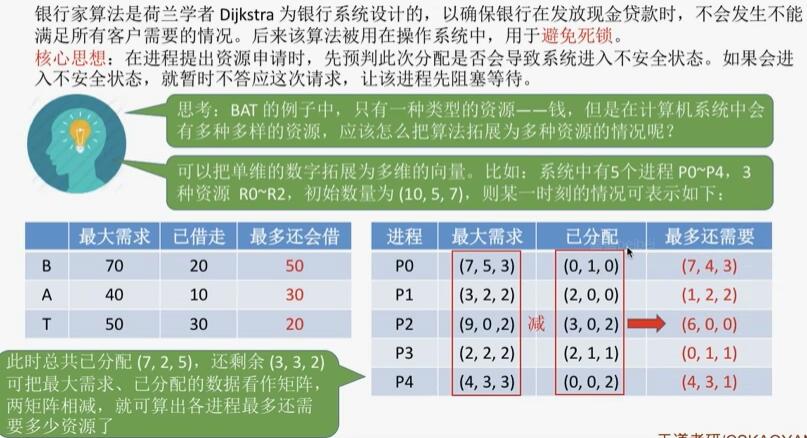 银行家算法是荷兰学者 Dijkstra 为银行系统设计的，以确保银行在发放现金贷款时，不会发生不能
满足所有客户需要的情况。后来该算法被用在操作系统中，用于避免死锁。
核心思想：在进程提出资源申请时，先预判此次分配是否会导致系统进入不安全状态。如果会进
入不安全状态，就暂时不答应这次请求，让该进程先阻塞等待。
思考：BAT 的例子中，只有一种类型的资源——钱，但是在计算机系统中会
有多种多样的资源，应该怎么把算法拓展为多种资源的情况呢？
可以把单维的数字拓展为多维的向量。比如：系统中有5个进程 P0~P4，3
种资源 R0~R2，初始数量为 (10, 5, 7)，则某一时刻的情况可表示如下：
最大需求 已借走 最多还会借
B 70 20 50
A 40 10 30
T 50 30 20
进程 最大需求 已分配 最多还需要
P0 (7, 5, 3) (0, 1, 0) (7, 4, 3)
P1 (3, 2, 2) (2, 0, 0) (1, 2, 2)
P2 (9, 0 ,2) 减 (3, 0, 2) (6, 0, 0)
P3 (2, 2, 2) (2, 1, 1) (0, 1, 1)
P4 (4, 3, 3) (0, 0, 2) (4, 3, 1)
此时总共已分配 (7, 2, 5)，还剩余 (3, 3, 2)
可把最大需求、已分配的数据看作矩阵，
两矩阵相减，就可算出各进程最多还需
要多少资源了